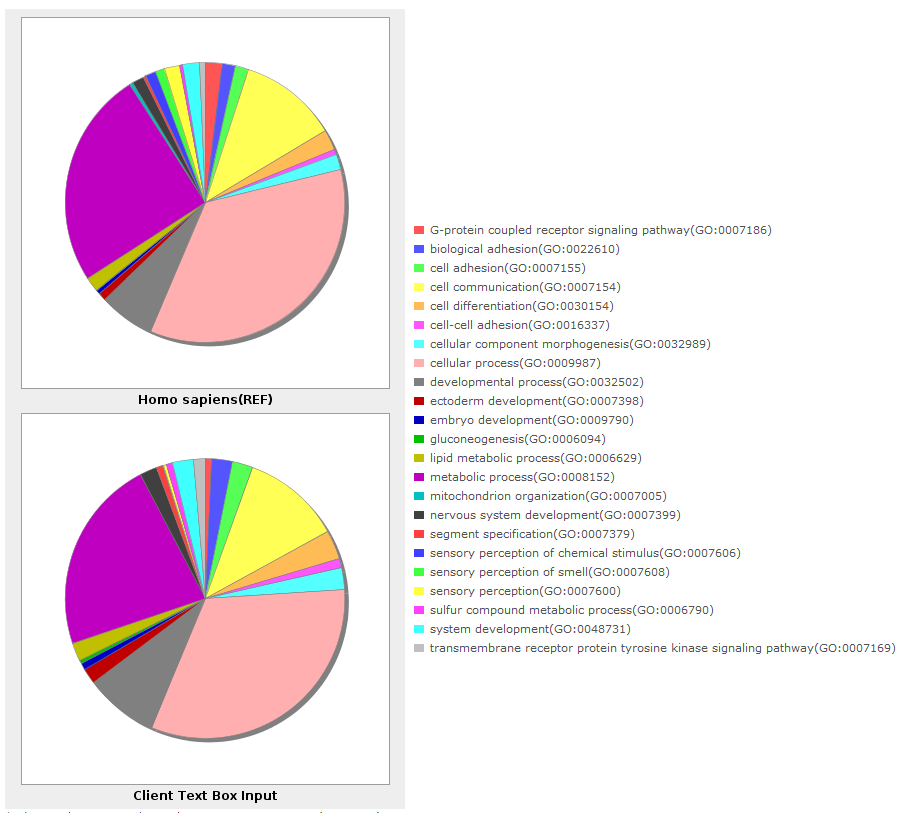 Homo sapiens(REF)
Client Text Box Input
G-protein coupled receptor signaling pathway(GO:0007186)
biological adhesion(GO:0022610)
cell adhesion(GO:0007155)
cell communication(GO:0007154)
cell differentiation(GO:0030154)
cell-cell adhesion(GO:0016337)
cellular component morphogenesis(GO:0032989)
cellular process(GO:0009987)
developmental process(GO:0032502)
ectoderm development(GO:0007398)
embryo development(GO:0009790)
gluconeogenesis(GO:0006094)
lipid metabolic process(GO:0006629)
metabolic process(GO:0008152)
mitochondrion organization(GO:0007005)
nervous system development(GO:0007399)
segment specification(GO:0007379)
sensory perception of chemical stimulus(GO:0007606)
sensory perception of smell(GO:0007608)
sensory perception(GO:0007600)
sulfur compound metabolic process(GO:0006790)
system development(GO:0048731)
transmembrane receptor protein tyrosine kinase signaling pathway(GO:0007169)